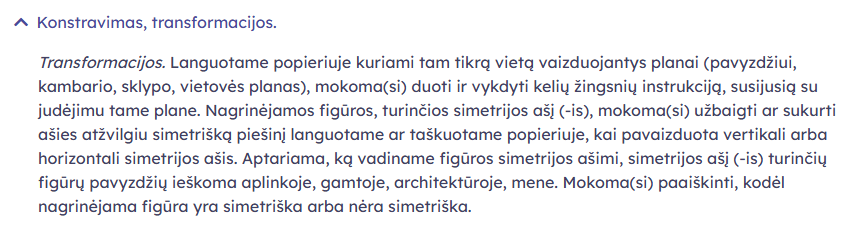 Konstravimas, transformacijos.
Transformacijos. Languotame popieriuje kuriami tam tikrą vietą vaizduojantys planai (pavyzdžiui,
kambario, sklypo, vietovės planas), mokoma(si) duoti ir vykdyti kelių žingsnių instrukciją, susijusią su
judėjimu tame plane. Nagrinėjamos figūros, turinčios simetrijos ašį (-is), mokoma(si) užbaigti ar sukurti
ašies atžvilgiu simetrišką piešinį languotame ar taškuotame popieriuje, kai pavaizduota vertikali arba
horizontali simetrijos ašis. Aptariama, ką vadiname figūros simetrijos ašimi, simetrijos ašį (-is) turinčių
figūrų pavyzdžių ieškoma aplinkoje, gamtoje, architektūroje, mene. Mokoma(si) paaiškinti, kodėl
nagrinėjama figūra yra simetriška arba nėra simetriška.